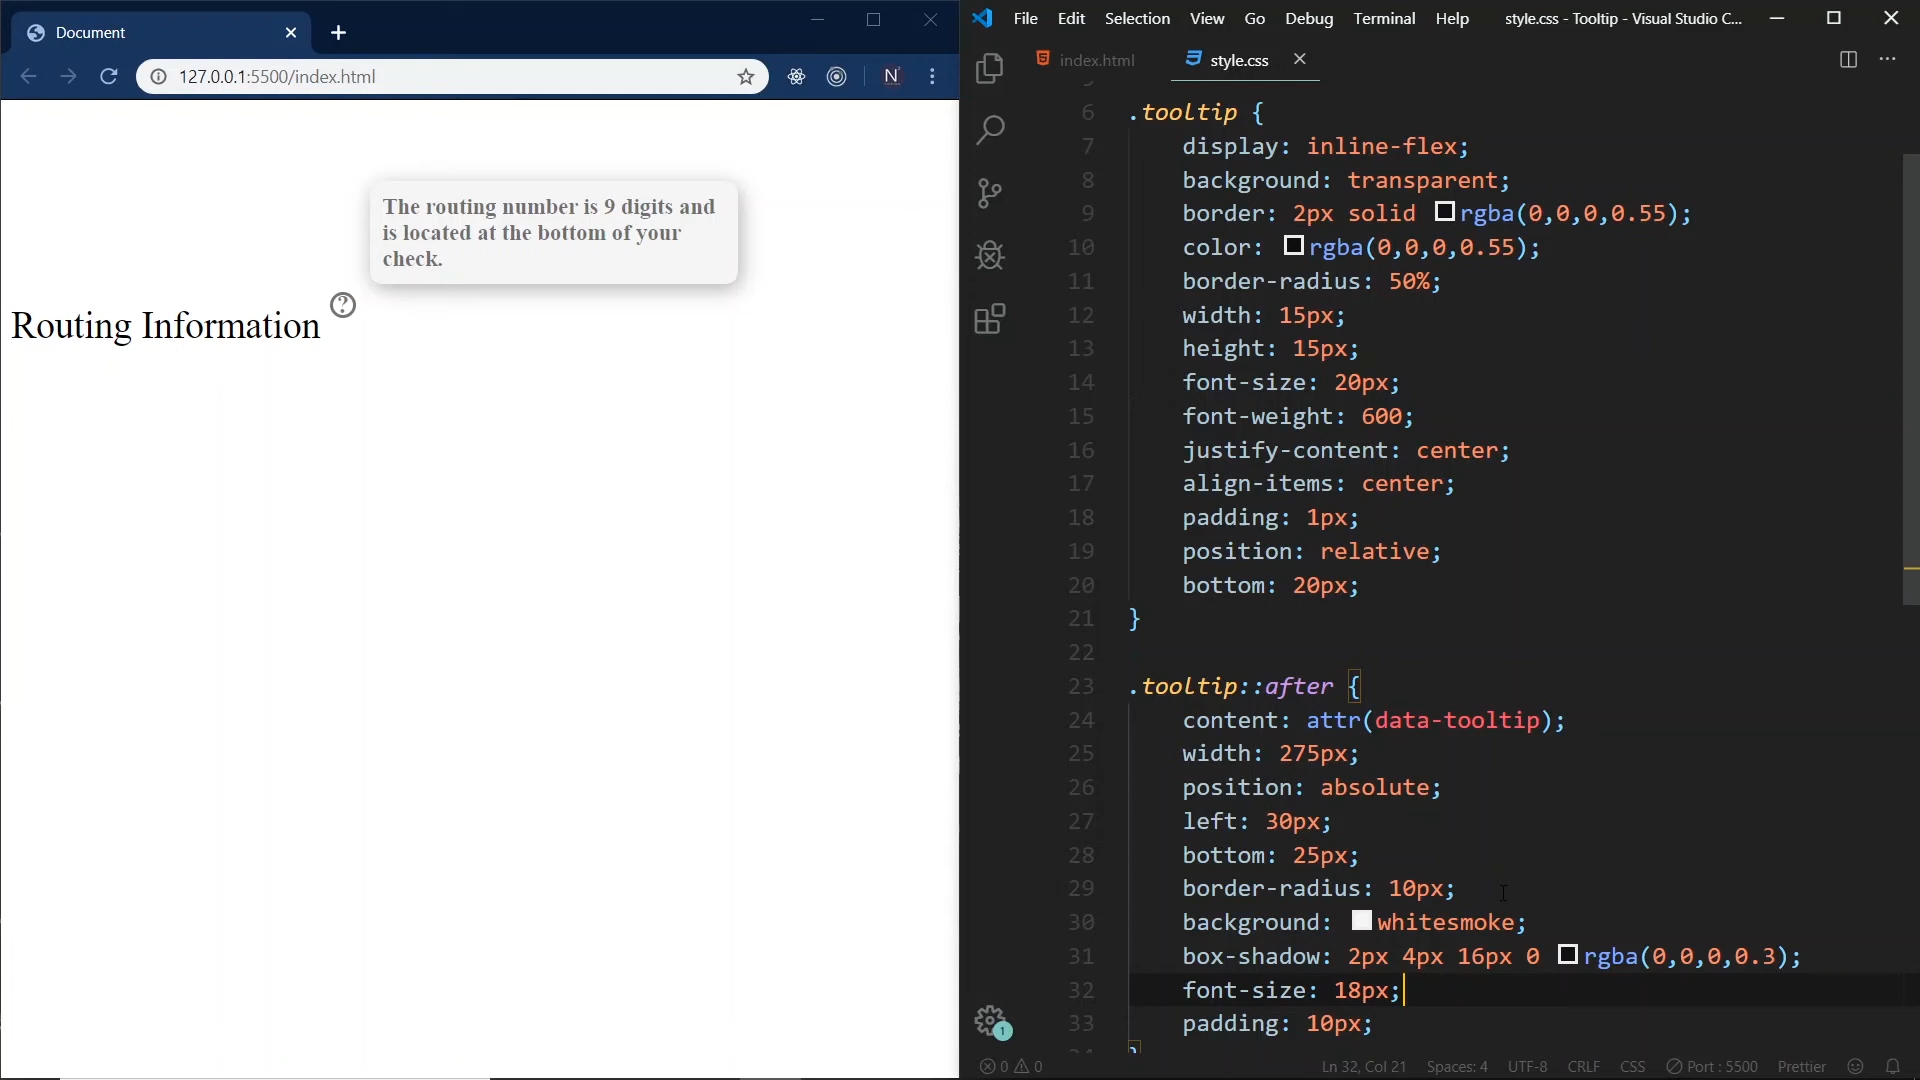 Document
127.0.0.1:5500/index.html
N
The routing number is 9 digits and
is located at the bottom of your
check.
Routing Information ?
File Edit Selection View Go Debug Terminal Help style.css - Tooltip - Visual Studio C...
index.html style.css
6 .tooltip {
7 display: inline-flex;
8 background: transparent;
9 border: 2px solid rgba(0,0,0,0.55);
10 color: rgba(0,0,0,0.55);
11 border-radius: 50%;
12 width: 15px;
13 height: 15px;
14 font-size: 20px;
15 font-weight: 600;
16 justify-content: center;
17 align-items: center;
18 padding: 1px;
19 position: relative;
20 bottom: 20px;
21 }
22
23 .tooltip::after {
24 content: attr(data-tooltip);
25 width: 275px;
26 position: absolute;
27 left: 30px;
28 bottom: 25px;
29 border-radius: 10px;
30 background: whitesmoke;
31 box-shadow: 2px 4px 16px 0 rgba(0,0,0,0.3);
32 font-size: 18px;
33 padding: 10px;
1
0 0 Ln 32, Col 21 Spaces: 4 UTF-8 CRLF CSS Port : 5500 Prettier